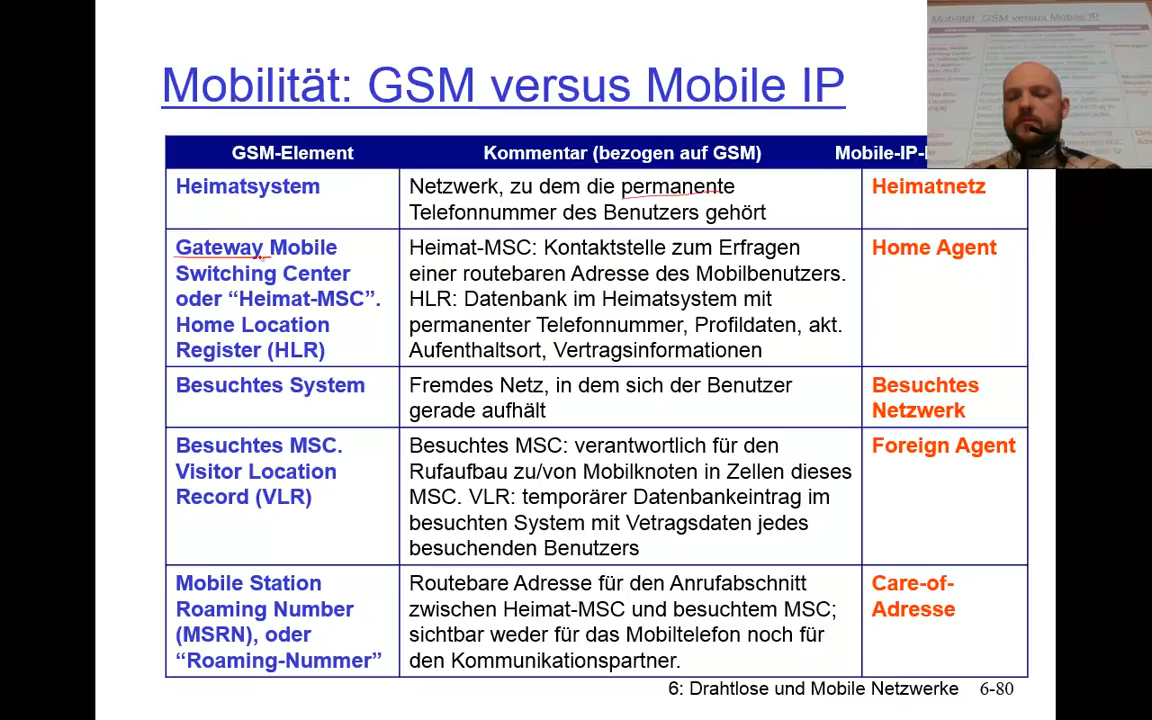 Mobilität: GSM versus Mobile IP
GSM-Element
Kommentar (bezogen auf GSM)
Mobile-IP-
Heimatsystem
Netzwerk, zu dem die permanente
Telefonnummer des Benutzers gehört
Heimatnetz
Gateway Mobile
Switching Center
oder “Heimat-MSC”.
Home Location
Register (HLR)
Heimat-MSC: Kontaktstelle zum Erfragen
einer routebaren Adresse des Mobilbenutzers.
HLR: Datenbank im Heimatsystem mit
permanenter Telefonnummer, Profildaten, akt.
Aufenthaltsort, Vertragsinformationen
Home Agent
Besuchtes System
Fremdes Netz, in dem sich der Benutzer
gerade aufhält
Besuchtes
Netzwerk
Besuchtes MSC.
Visitor Location
Record (VLR)
Besuchtes MSC: verantwortlich für den
Rufaufbau zu/von Mobilknoten in Zellen dieses
MSC. VLR: temporärer Datenbankeintrag im
besuchten System mit Vetragsdaten jedes
besuchenden Benutzers
Foreign Agent
Mobile Station
Roaming Number
(MSRN), oder
“Roaming-Nummer”
Routebare Adresse für den Anrufabschnitt
zwischen Heimat-MSC und besuchtem MSC;
sichtbar weder für das Mobiltelefon noch für
den Kommunikationspartner.
Care-of-
Adresse
6: Drahtlose und Mobile Netzwerke 6-80
Mobilität: GSM versus Mobile IP